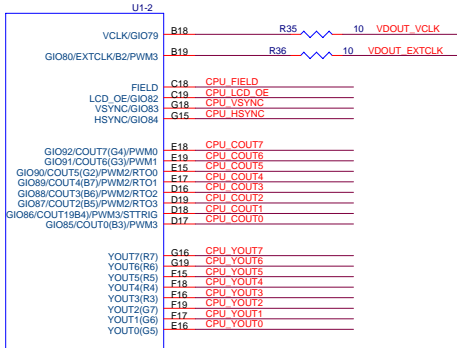 U1-2
VCLK/GIO79 B18 R35 10 VDOUT_VCLK
GIO80/EXTCLK/B2/PWM3 B19 R36 10 VDOUT_EXTCLK
FIELD C18 CPU_FIELD
LCD_OE/GIO82 C19 CPU_LCD_OE
VSYNC/GIO83 G18 CPU_VSYNC
HSYNC/GIO84 G15 CPU_HSYNC
GIO92/COUT7(G4)/PWM0 E18 CPU_COUT7
GIO91/COUT6(G3)/PWM1 E19 CPU_COUT6
GIO90/COUT5(G2)/PWM2/RTO0 E15 CPU_COUT5
GIO89/COUT4(B7)/PWM2/RTO1 E17 CPU_COUT4
GIO88/COUT3(B6)/PWM2/RTO2 D16 CPU_COUT3
GIO87/COUT2(B5)/PWM2/RTO3 D19 CPU_COUT2
GIO86/COUT19B4)/PWM3/STTRIG D18 CPU_COUT1
GIO85/COUT0(B3)/PWM3 D17 CPU_COUT0
YOUT7(R7) G16 CPU_YOUT7
YOUT6(R6) G19 CPU_YOUT6
YOUT5(R5) F15 CPU_YOUT5
YOUT4(R4) F18 CPU_YOUT4
YOUT3(R3) F16 CPU_YOUT3
YOUT2(G7) F19 CPU_YOUT2
YOUT1(G6) F17 CPU_YOUT1
YOUT0(G5) E16 CPU_YOUT0